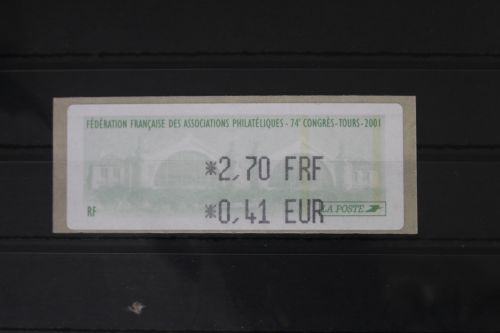 FÉDÉRATION FRANÇAISE DES ASSOCIATIONS PHILATÉLIQUES - 74e CONGRÈS - TOURS - 2001
*2,70 FRF
*0,41 EUR
RF
LA POSTE